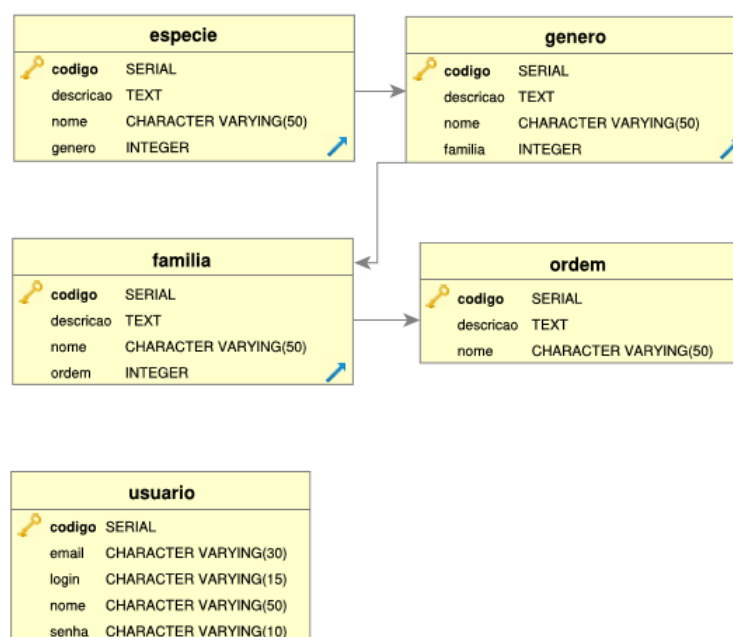 especie
codigo SERIAL
descricao TEXT
nome CHARACTER VARYING(50)
genero INTEGER
genero
codigo SERIAL
descricao TEXT
nome CHARACTER VARYING(50)
familia INTEGER
familia
codigo SERIAL
descricao TEXT
nome CHARACTER VARYING(50)
ordem INTEGER
ordem
codigo SERIAL
descricao TEXT
nome CHARACTER VARYING(50)
usuario
codigo SERIAL
email CHARACTER VARYING(30)
login CHARACTER VARYING(15)
nome CHARACTER VARYING(50)
senha CHARACTER VARYING(10)